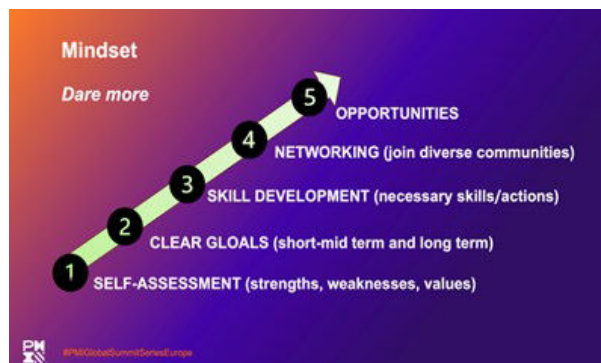 Mindset
Dare more
5
OPPORTUNITIES
4
NETWORKING (join diverse communities)
3
SKILL DEVELOPMENT (necessary skills/actions)
2
CLEAR GLOALS (short-mid term and long term)
1
SELF-ASSESSMENT (strengths, weaknesses, values)
#PMIGlobalSummitSeriesEurope